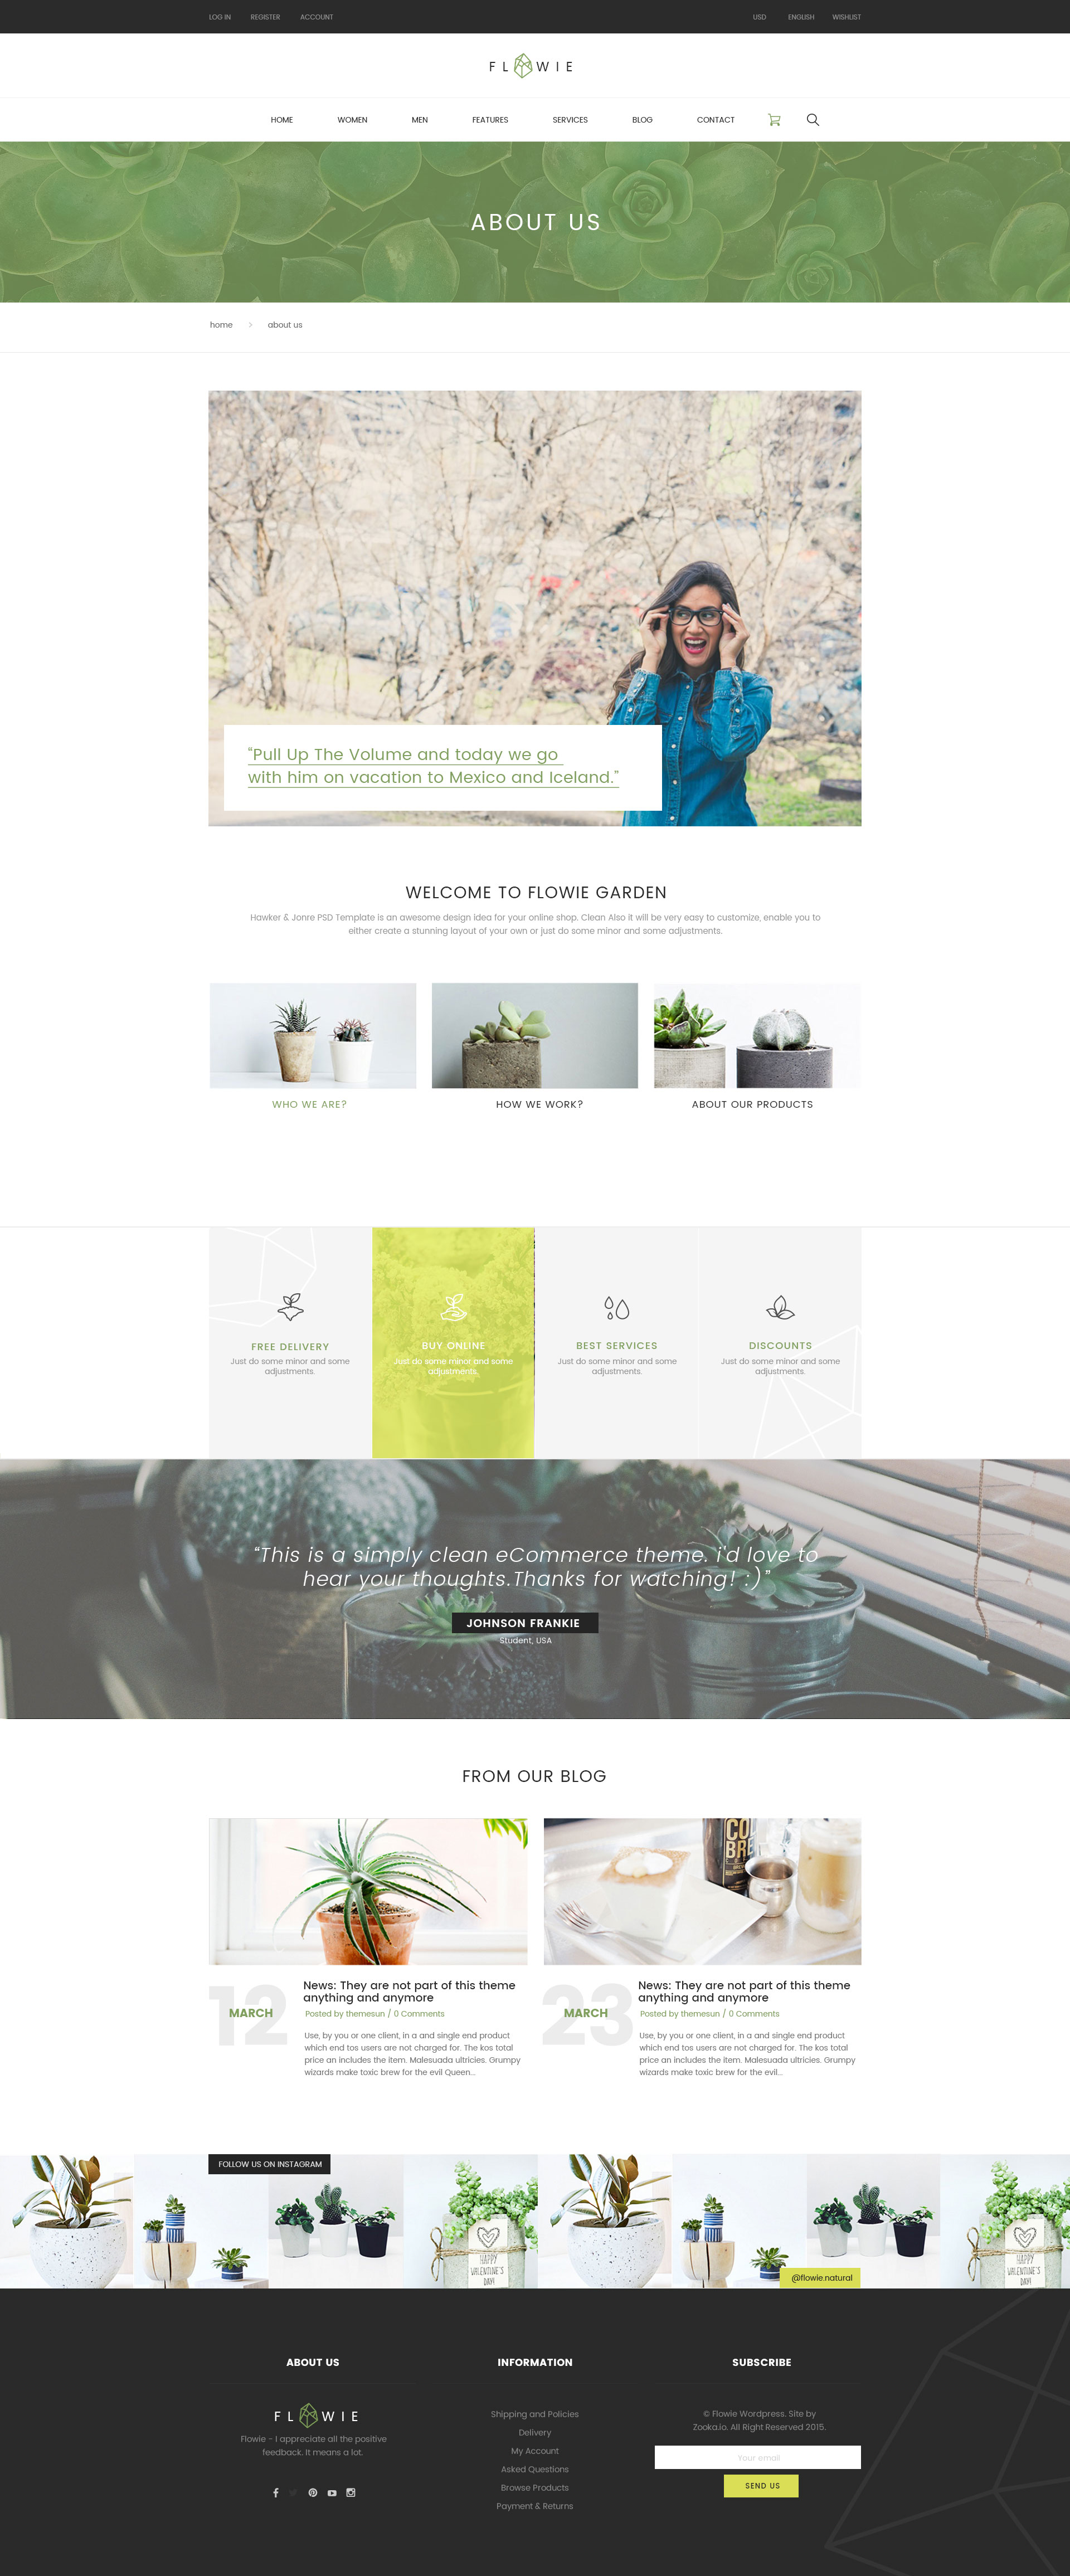 LOG IN REGISTER ACCOUNT USD ENGLISH WISHLIST
FLOWIE
HOME WOMEN MEN FEATURES SERVICES BLOG CONTACT
ABOUT US
home > about us
“Pull Up The Volume and today we go
with him on vacation to Mexico and Iceland.”
WELCOME TO FLOWIE GARDEN
Hawker & Jonre PSD Template is an awesome design idea for your online shop. Clean Also it will be very easy to customize, enable you to
either create a stunning layout of your own or just do some minor and some adjustments.
WHO WE ARE?
HOW WE WORK?
ABOUT OUR PRODUCTS
FREE DELIVERY
Just do some minor and some
adjustments.
BUY ONLINE
Just do some minor and some
adjustments.
BEST SERVICES
Just do some minor and some
adjustments.
DISCOUNTS
Just do some minor and some
adjustments.
“This is a simply clean eCommerce theme. i'd love to
hear your thoughts.Thanks for watching! :)”
JOHNSON FRANKIE
Student, USA
FROM OUR BLOG
CO
BRE
12
MARCH
News: They are not part of this theme
anything and anymore
Posted by themesun / 0 Comments
Use, by you or one client, in a and single end product
which end tos users are not charged for. The kos total
price an includes the item. Malesuada ultricies. Grumpy
wizards make toxic brew for the evil Queen...
23
MARCH
News: They are not part of this theme
anything and anymore
Posted by themesun / 0 Comments
Use, by you or one client, in a and single end product
which end tos users are not charged for. The kos total
price an includes the item. Malesuada ultricies. Grumpy
wizards make toxic brew for the evil...
FOLLOW US ON INSTAGRAM
HAPPY
VALENTINE'S
DAY!
HAPPY
VALENTINE'S
DAY!
@flowie.natural
ABOUT US
FLOWIE
Flowie - I appreciate all the positive
feedback. It means a lot.
INFORMATION
Shipping and Policies
Delivery
My Account
Asked Questions
Browse Products
Payment & Returns
SUBSCRIBE
© Flowie Wordpress. Site by
Zooka.io. All Right Reserved 2015.
Your email
SEND US